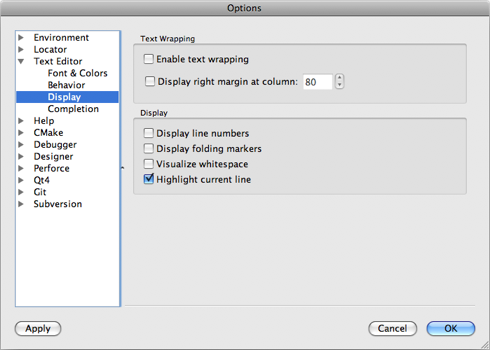 Options
Environment
Locator
Text Editor
Font & Colors
Behavior
Display
Completion
Help
CMake
Debugger
Designer
Perforce
Qt4
Git
Subversion
Text Wrapping
Enable text wrapping
Display right margin at column: 80
Display
Display line numbers
Display folding markers
Visualize whitespace
Highlight current line
Apply
Cancel
OK